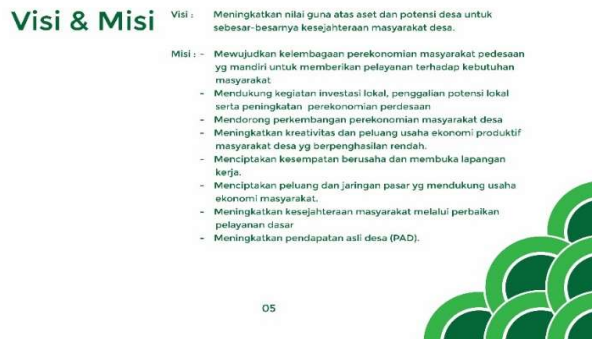 Visi & Misi
Visi : Meningkatkan nilai guna atas aset dan potensi desa untuk
sebesar-besarnya kesejahteraan masyarakat desa.
Misi : - Mewujudkan kelembagaan perekonomian masyarakat pedesaan
yg mandiri untuk memberikan pelayanan terhadap kebutuhan
masyarakat
- Mendukung kegiatan investasi lokal, penggalian potensi lokal
serta peningkatan perekonomian perdesaan
- Mendorong perkembangan perekonomian masyarakat desa
- Meningkatkan kreativitas dan peluang usaha ekonomi produktif
masyarakat desa yg berpenghasilan rendah.
- Menciptakan kesempatan berusaha dan membuka lapangan
kerja.
- Menciptakan peluang dan jaringan pasar yg mendukung usaha
ekonomi masyarakat.
- Meningkatkan kesejahteraan masyarakat melalui perbaikan
pelayanan dasar
- Meningkatkan pendapatan asli desa (PAD).
05